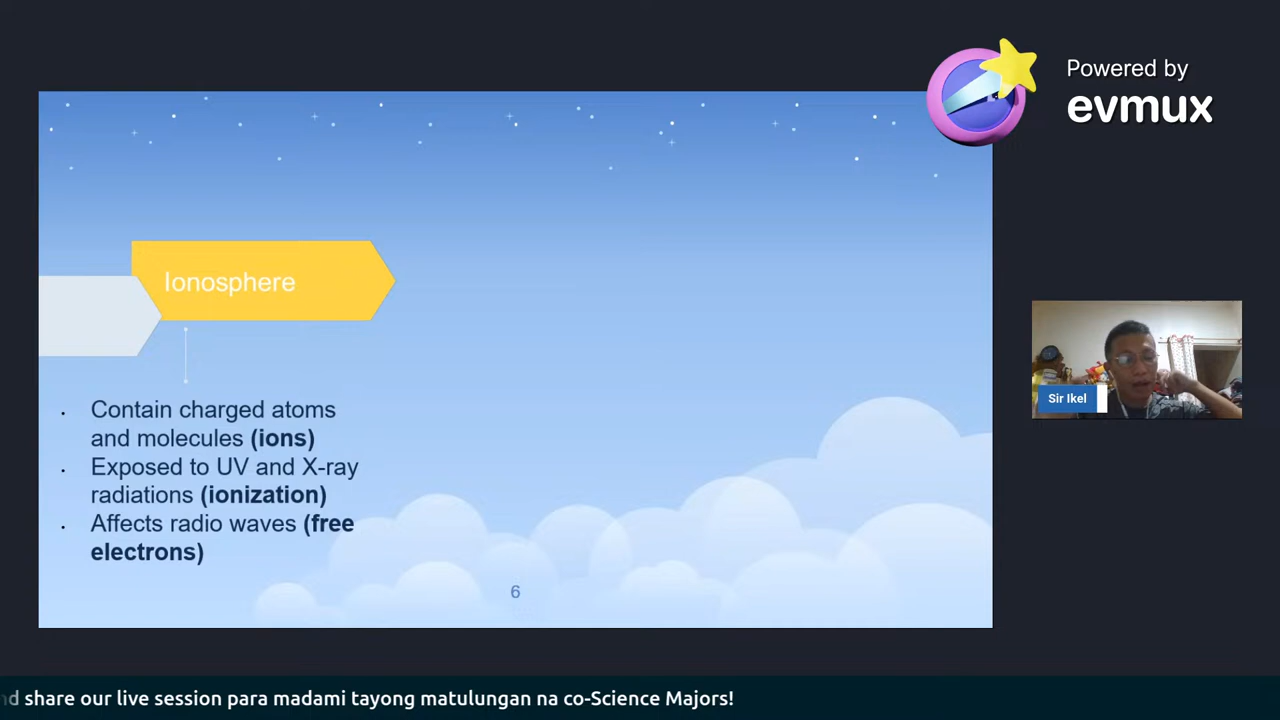 Powered by
evmux
Ionosphere
• Contain charged atoms
and molecules (ions)
• Exposed to UV and X-ray
radiations (ionization)
• Affects radio waves (free
electrons)
6
Sir Ikel
share our live session para madami tayong matulungan na co-Science Majors!